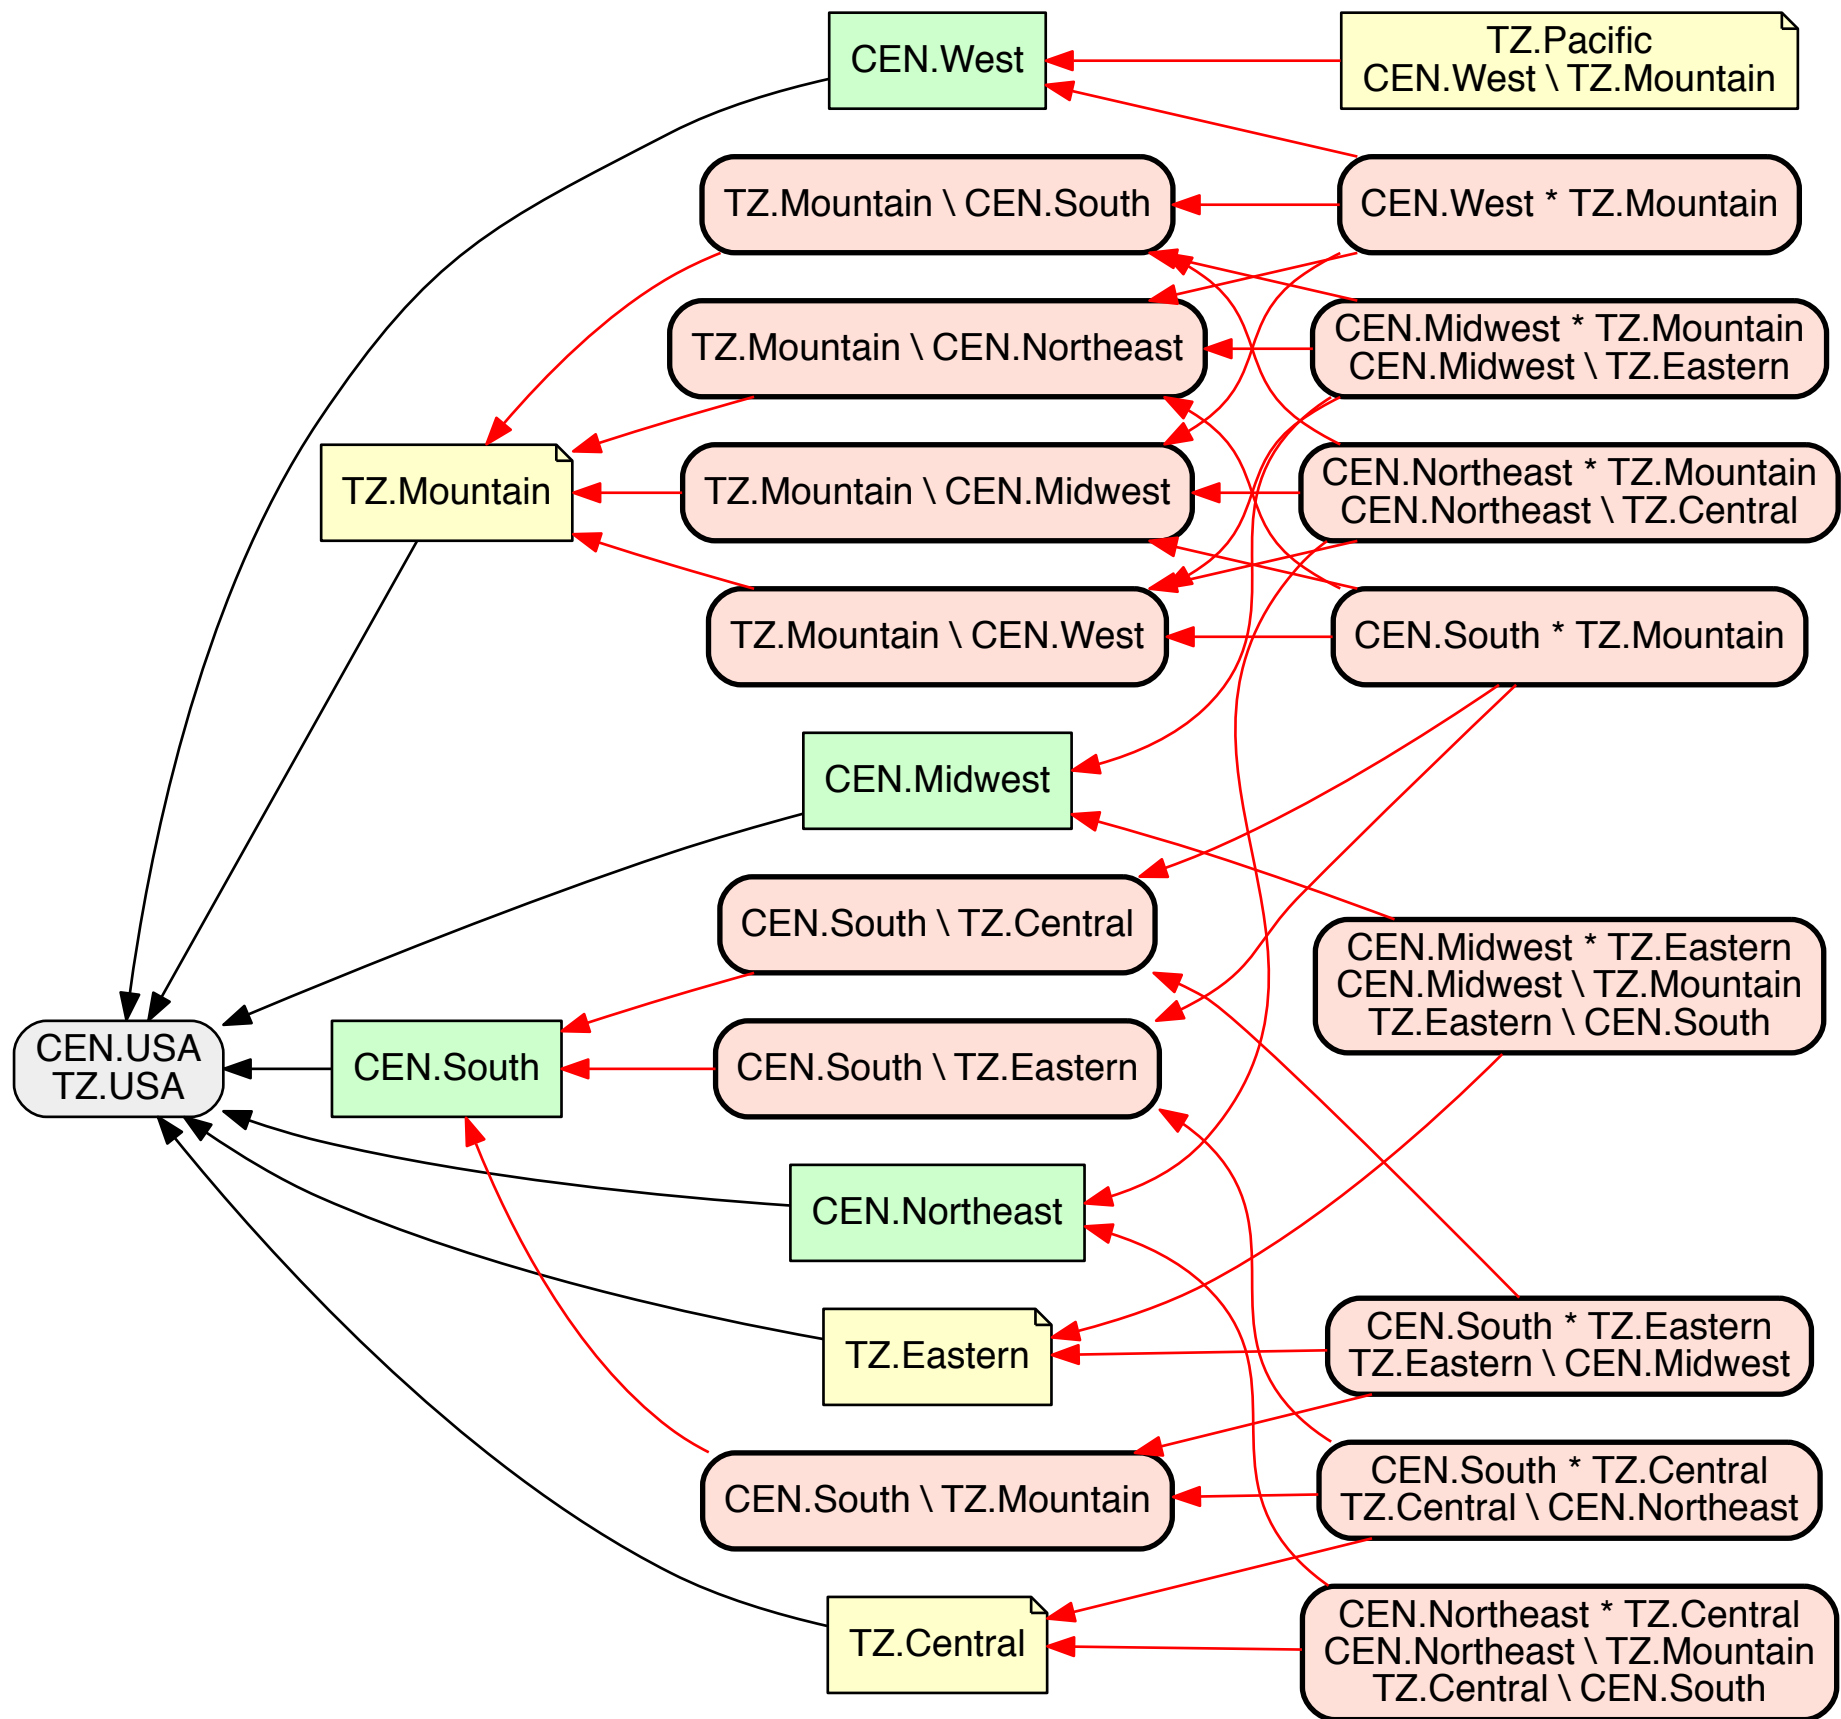 CEN.West
TZ.Pacific
CEN.West \ TZ.Mountain
TZ.Mountain \ CEN.South
CEN.West * TZ.Mountain
TZ.Mountain \ CEN.Northeast
CEN.Midwest * TZ.Mountain
CEN.Midwest \ TZ.Eastern
TZ.Mountain
TZ.Mountain \ CEN.Midwest
CEN.Northeast * TZ.Mountain
CEN.Northeast \ TZ.Central
TZ.Mountain \ CEN.West
CEN.South * TZ.Mountain
CEN.Midwest
CEN.South \ TZ.Central
CEN.Midwest * TZ.Eastern
CEN.Midwest \ TZ.Mountain
TZ.Eastern \ CEN.South
CEN.USA
TZ.USA
CEN.South
CEN.South \ TZ.Eastern
CEN.Northeast
TZ.Eastern
CEN.South * TZ.Eastern
TZ.Eastern \ CEN.Midwest
CEN.South \ TZ.Mountain
CEN.South * TZ.Central
TZ.Central \ CEN.Northeast
TZ.Central
CEN.Northeast * TZ.Central
CEN.Northeast \ TZ.Mountain
TZ.Central \ CEN.South